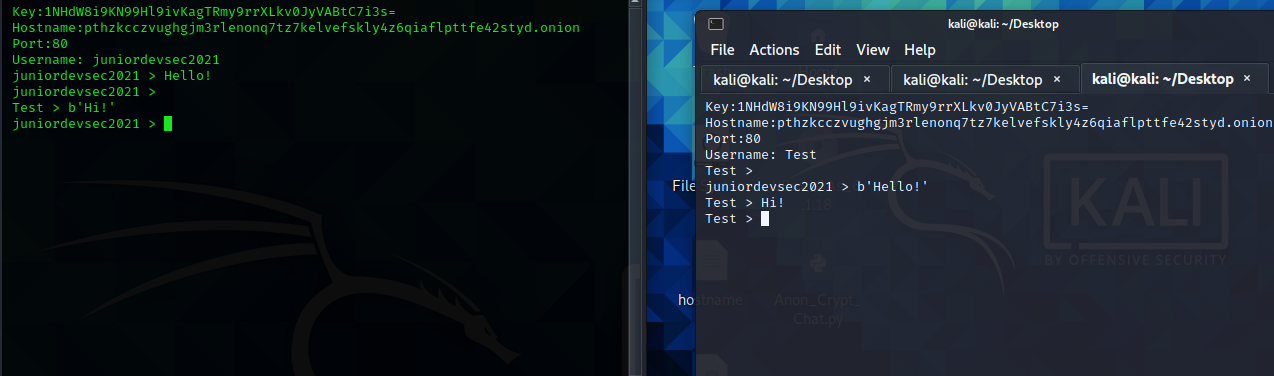 Key:1NHdW8i9KN99Hl9ivKagTRmy9rrXLkv0JyVABtC7i3s=
Hostname:pthzkcczvughgjm3rlenonq7tz7kelvefskly4z6qiaflpttfe42styd.onion
Port:80
Username: juniordevsec2021
juniordevsec2021 > Hello!
juniordevsec2021 >
Test > b'Hi!'
juniordevsec2021 >
kali@kali: ~/Desktop
File Actions Edit View Help
kali@kali: ~/Desktop × kali@kali: ~/Desktop × kali@kali: ~/Desktop ×
Key:1NHdW8i9KN99Hl9ivKagTRmy9rrXLkv0JyVABtC7i3s=
Hostname:pthzkcczvughgjm3rlenonq7tz7kelvefskly4z6qiaflpttfe42styd.onion
Port:80
Username: Test
Test >
juniordevsec2021 > b'Hello!'
Test > Hi!
Test >
File
KALI
BY OFFENSIVE SECURITY
hostname
Anon_Crypt_
Chat.py